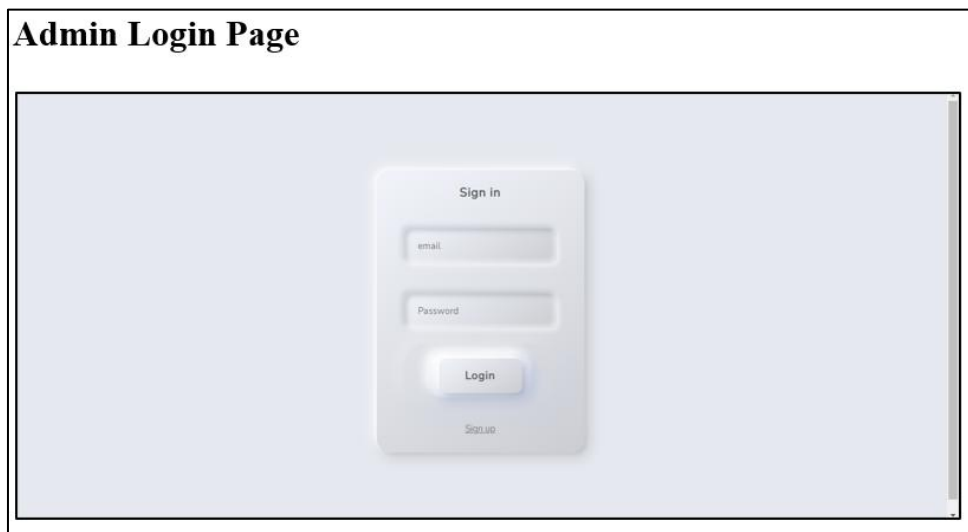 Admin Login Page
Sign in
email
Password
Login
Sign up